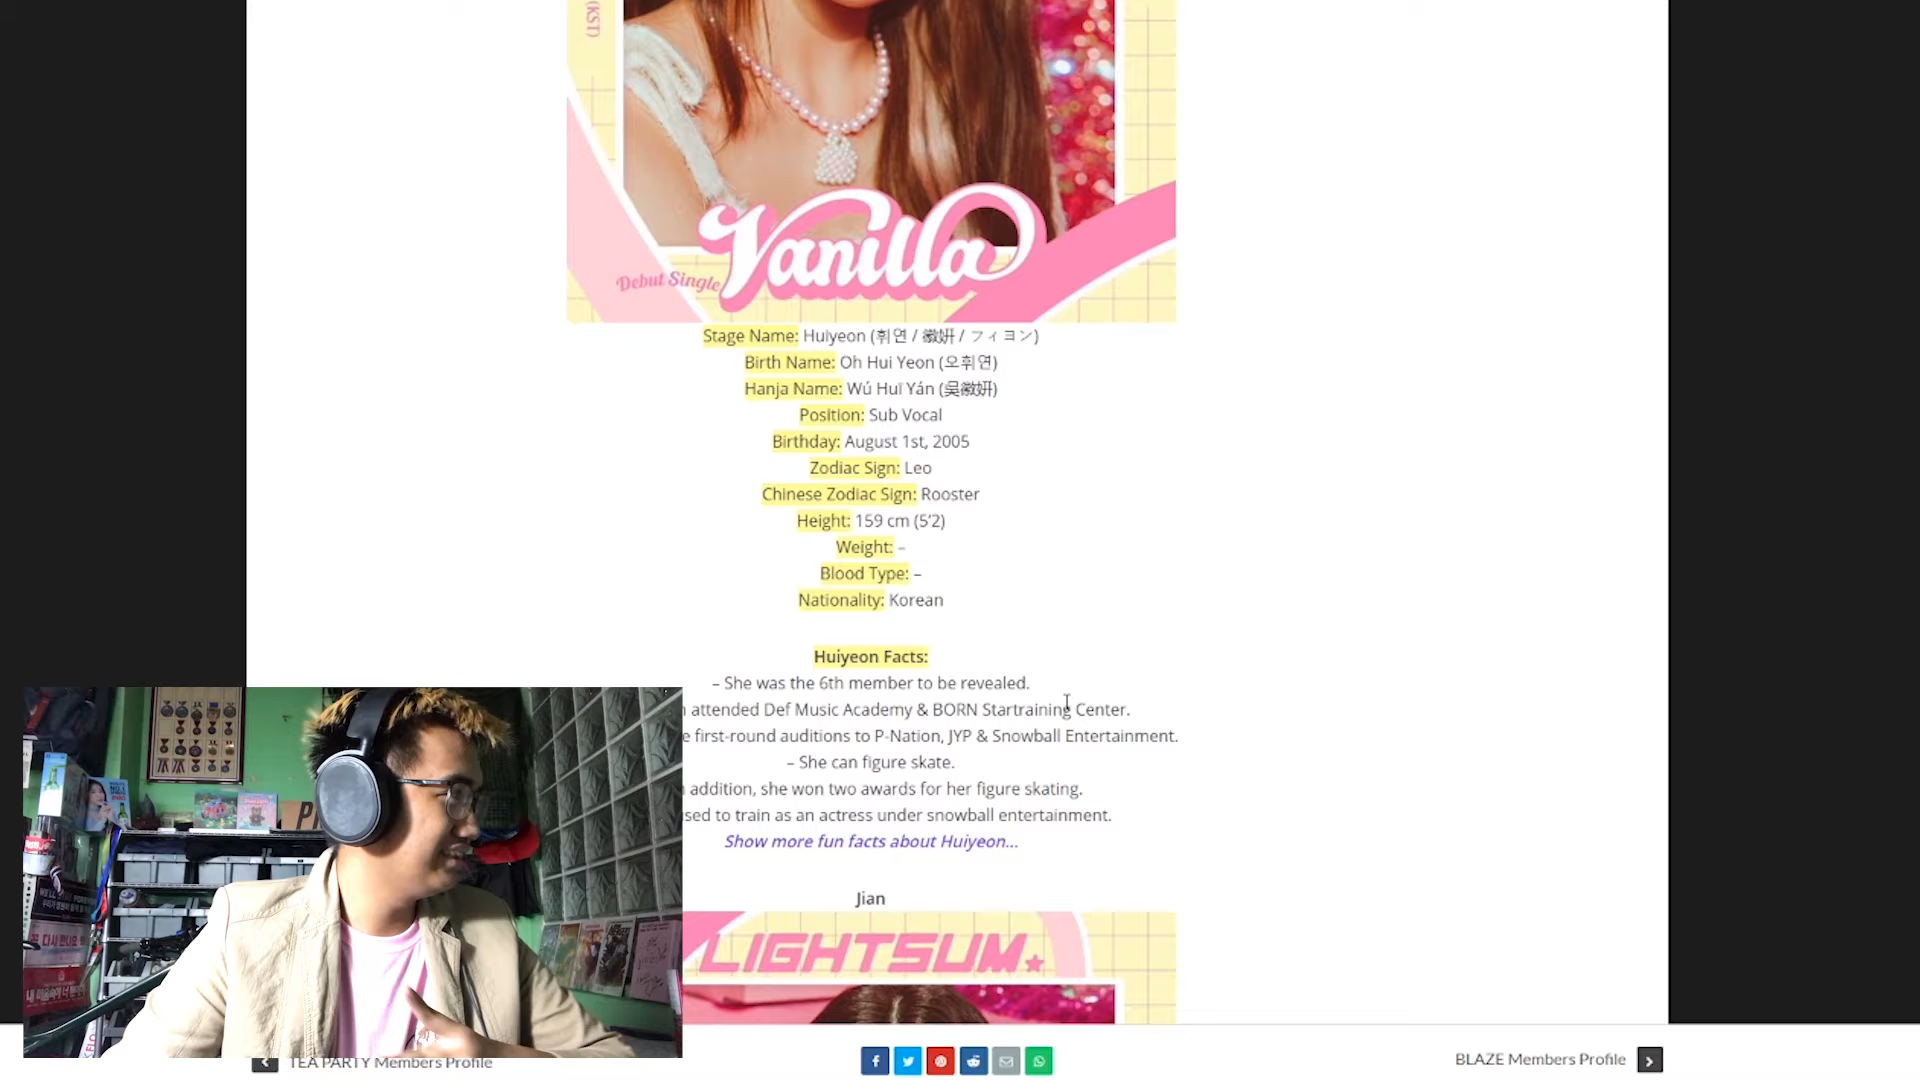 (KST)
Debut Single
Vanilla
Stage Name: Huiyeon (휘연 / 徽妍 / フィヨン)
Birth Name: Oh Hui Yeon (오휘연)
Hanja Name: Wú Huī Yán (吴徽妍)
Position: Sub Vocal
Birthday: August 1st, 2005
Zodiac Sign: Leo
Chinese Zodiac Sign: Rooster
Height: 159 cm (5'2)
Weight: –
Blood Type: –
Nationality: Korean
Huiyeon Facts:
– She was the 6th member to be revealed.
attended Def Music Academy & BORN Startraining Center.
first-round auditions to P-Nation, JYP & Snowball Entertainment.
– She can figure skate.
addition, she won two awards for her figure skating.
sed to train as an actress under snowball entertainment.
Show more fun facts about Huiyeon...
Jian
LIGHTSUM
TEA PARTY Members Profile
BLAZE Members Profile